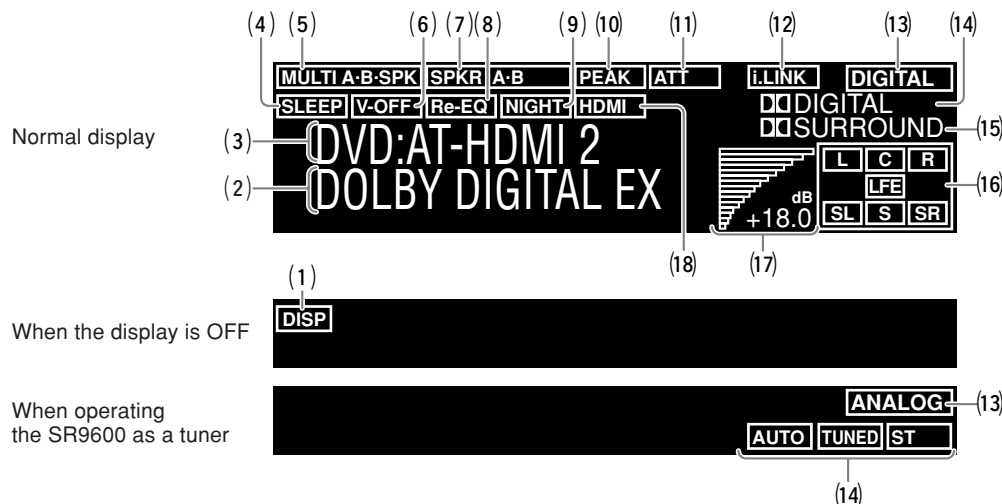 (4) (5) (6) (7) (8) (9) (10) (11) (12) (13) (14)
MULTI A·B·SPK SPKR A·B PEAK ATT i.LINK DIGITAL
SLEEP V-OFF Re-EQ NIGHT HDMI DIGITAL
SURROUND (15)
Normal display
(3) DVD:AT-HDMI 2
(2) DOLBY DIGITAL EX
L C R
LFE (16)
SL S SR
dB
+18.0
(18) (17)
(1)
DISP
When the display is OFF
When operating
the SR9600 as a tuner
ANALOG (13)
AUTO TUNED ST
(14)